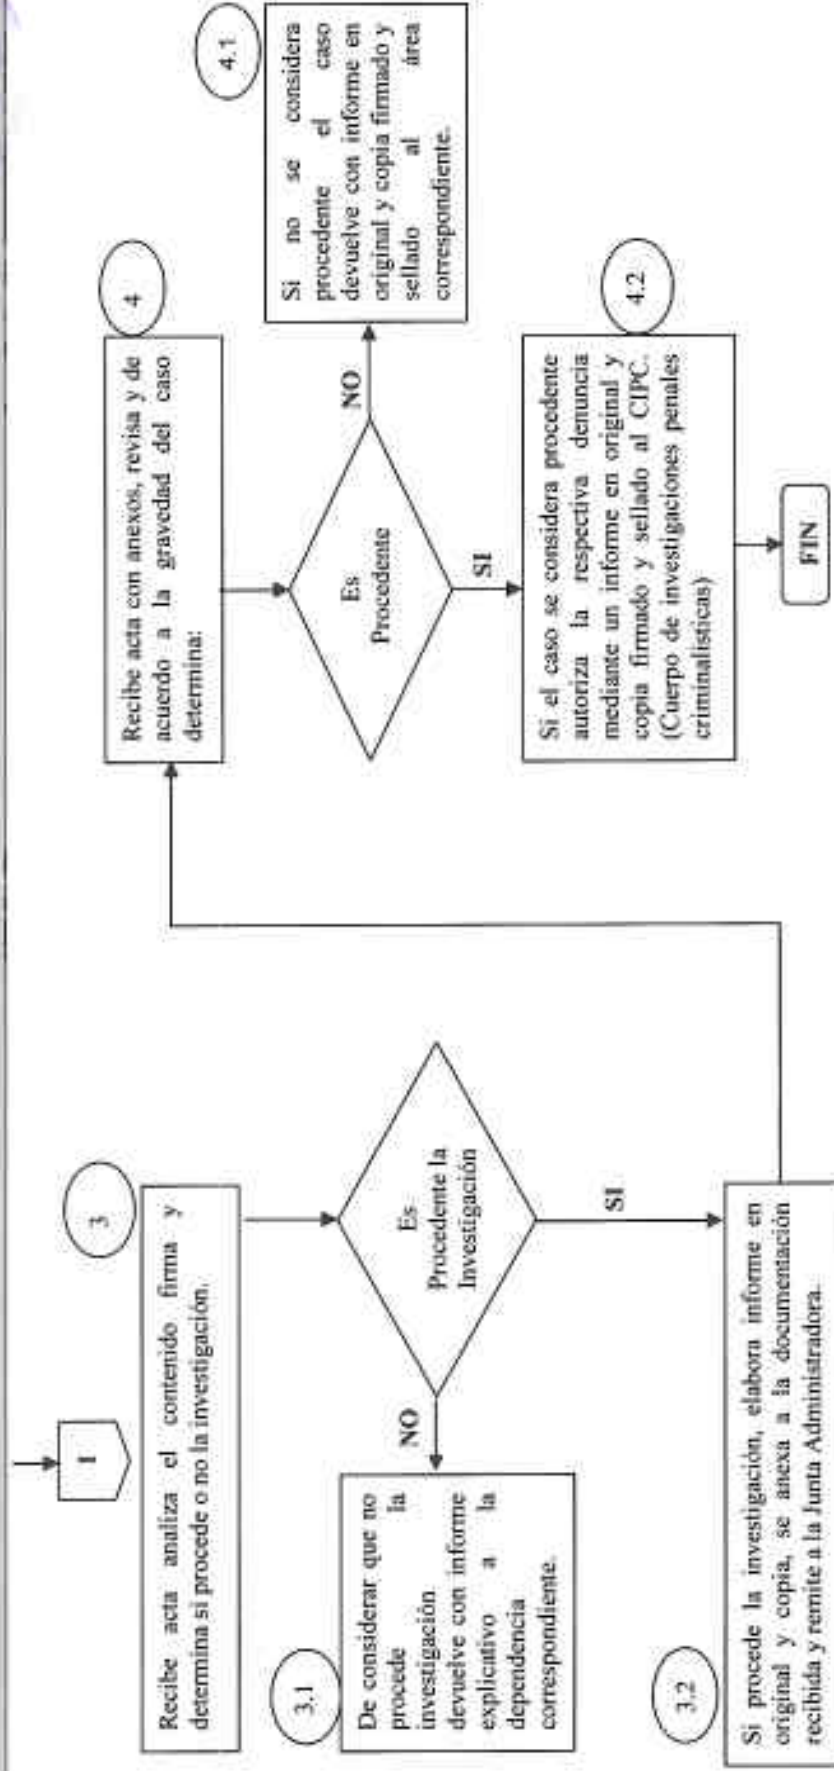 1
3
Recibe acta analiza el contenido firma y
determina si procede o no la investigación.
Es
Procedente la
Investigación
NO
3.1
De considerar que no
procede la
investigación
devuelve con informe
explicativo a la
dependencia
correspondiente.
SI
3.2
Si procede la investigación, elabora informe en
original y copia, se anexa a la documentación
recibida y remite a la Junta Administradora.
4
Recibe acta con anexos, revisa y de
acuerdo a la gravedad del caso
determina:
Es
Procedente
NO
4.1
Si no se considera
procedente el caso
devuelve con informe en
original y copia firmado y
sellado al área
correspondiente.
SI
4.2
Si el caso se considera procedente
autoriza la respectiva denuncia
mediante un informe en original y
copia firmado y sellado al CIPC.
(Cuerpo de investigaciones penales
criminalísticas)
FIN